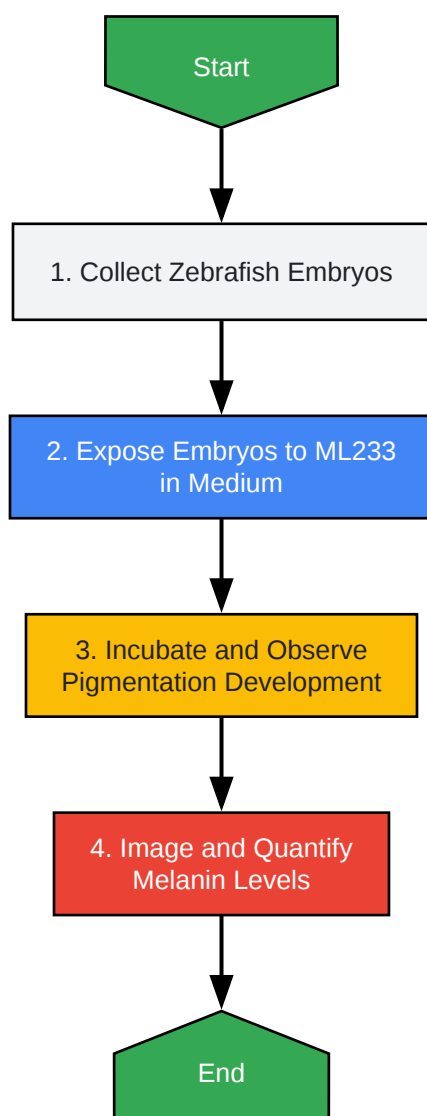 Start
1. Collect Zebrafish Embryos
2. Expose Embryos to ML233
in Medium
3. Incubate and Observe
Pigmentation Development
4. Image and Quantify
Melanin Levels
End